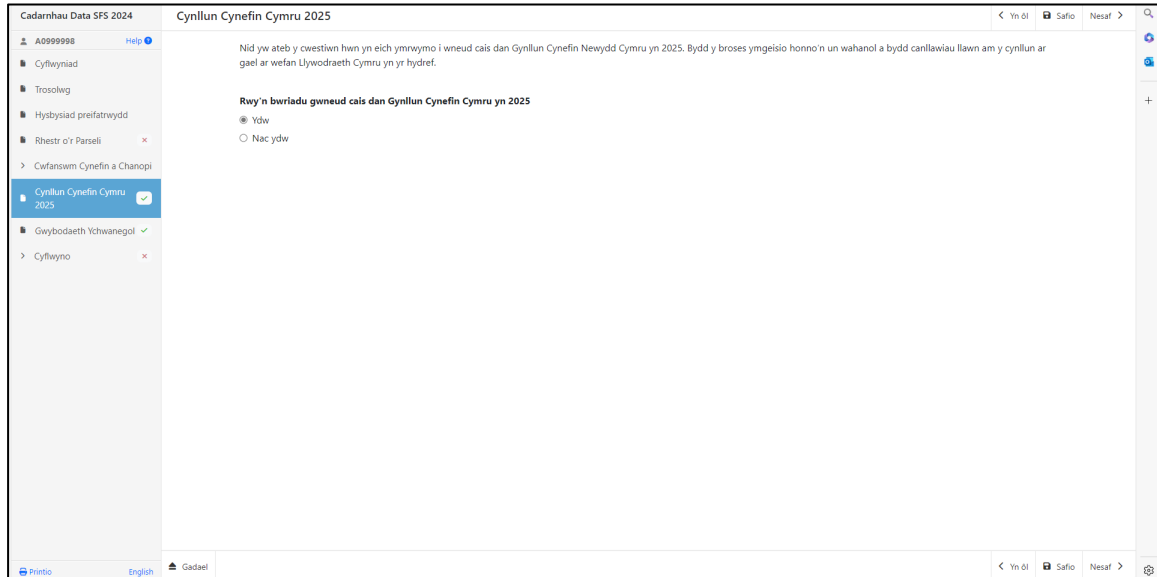 Cadarnhau Data SFS 2024
Cynllun Cynefin Cymru 2025
Yn ôl
Safio
Nesaf
A0999998
Help
Cyflwyniad
Trosolwg
Hysbysiad preifatrwydd
Rhestr o'r Parseli
Cwfanswm Cynefin a Chanopi
Cynllun Cynefin Cymru
2025
Gwybodaeth Ychwanegol
Cyflwyno
Nid yw ateb y cwestiwn hwn yn eich ymrwymo i wneud cais dan Gynllun Cynefin Newydd Cymru yn 2025. Bydd y broses ymgeisio honno'n un wahanol a bydd canllawiau llawn am y cynllun ar
gael ar wefan Llywodraeth Cymru yn yr hydref.
Rwy'n bwriadu gwneud cais dan Gynllun Cynefin Cymru yn 2025
Ydw
Nac ydw
Printio
English
Gadael
Yn ôl
Safio
Nesaf